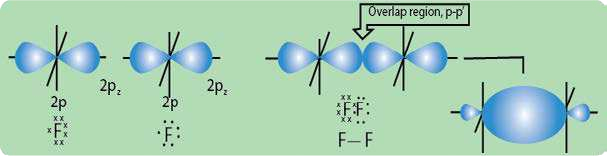 Overlap region, p-p'
2pz 2pz
2p 2p
F F F F
F—F